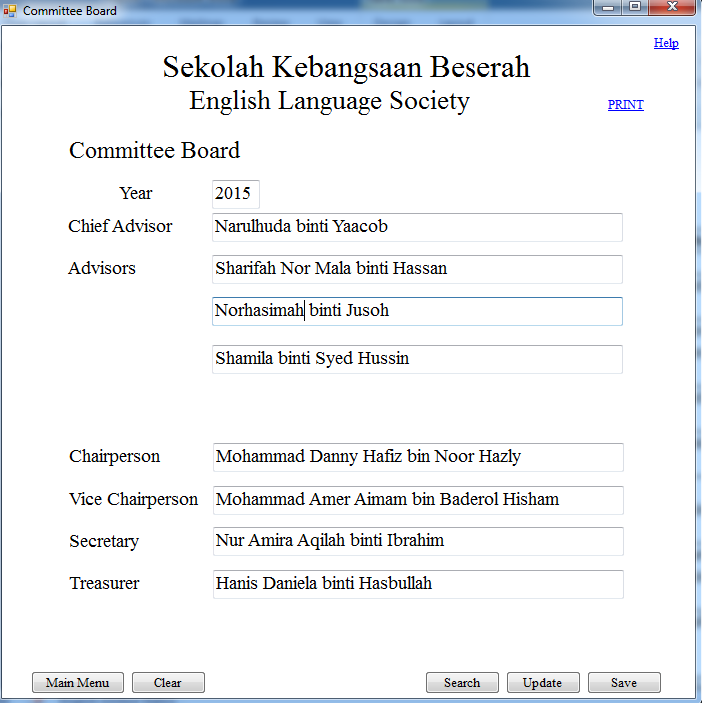 Committee Board
Help
Sekolah Kebangsaan Beserah
English Language Society
PRINT
Committee Board
Year 2015
Chief Advisor Narulhuda binti Yaacob
Advisors Sharifah Nor Mala binti Hassan
Norhasimah binti Jusoh
Shamila binti Syed Hussin
Chairperson Mohammad Danny Hafiz bin Noor Hazly
Vice Chairperson Mohammad Amer Aimam bin Baderol Hisham
Secretary Nur Amira Aqilah binti Ibrahim
Treasurer Hanis Daniela binti Hasbullah
Main Menu Clear Search Update Save